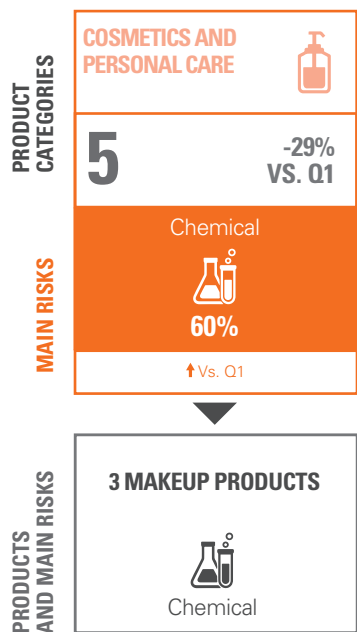 PRODUCT
CATEGORIES
COSMETICS AND
PERSONAL CARE
5
-29%
VS. Q1
MAIN RISKS
Chemical
60%
Vs. Q1
PRODUCTS
AND MAIN RISKS
3 MAKEUP PRODUCTS
Chemical